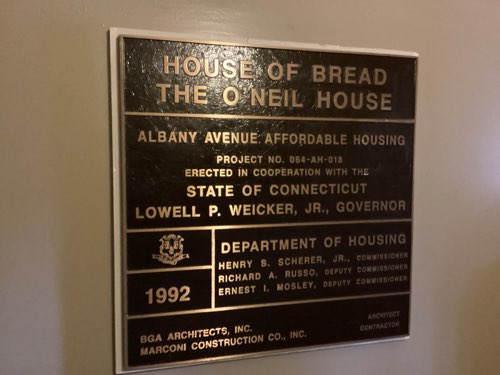 HOUSE OF BREAD
THE O'NEIL HOUSE
ALBANY AVENUE AFFORDABLE HOUSING
PROJECT NO. 064-AH-018
ERECTED IN COOPERATION WITH THE
STATE OF CONNECTICUT
LOWELL P. WEICKER, JR., GOVERNOR
DEPARTMENT OF HOUSING
HENRY S. SCHERER, JR., COMMISSIONER
RICHARD A. RUSSO, DEPUTY COMMISSIONER
ERNEST I. MOSLEY, DEPUTY COMMISSIONER
1992
BGA ARCHITECTS, INC. ARCHITECT
MARCONI CONSTRUCTION CO., INC. CONTRACTOR